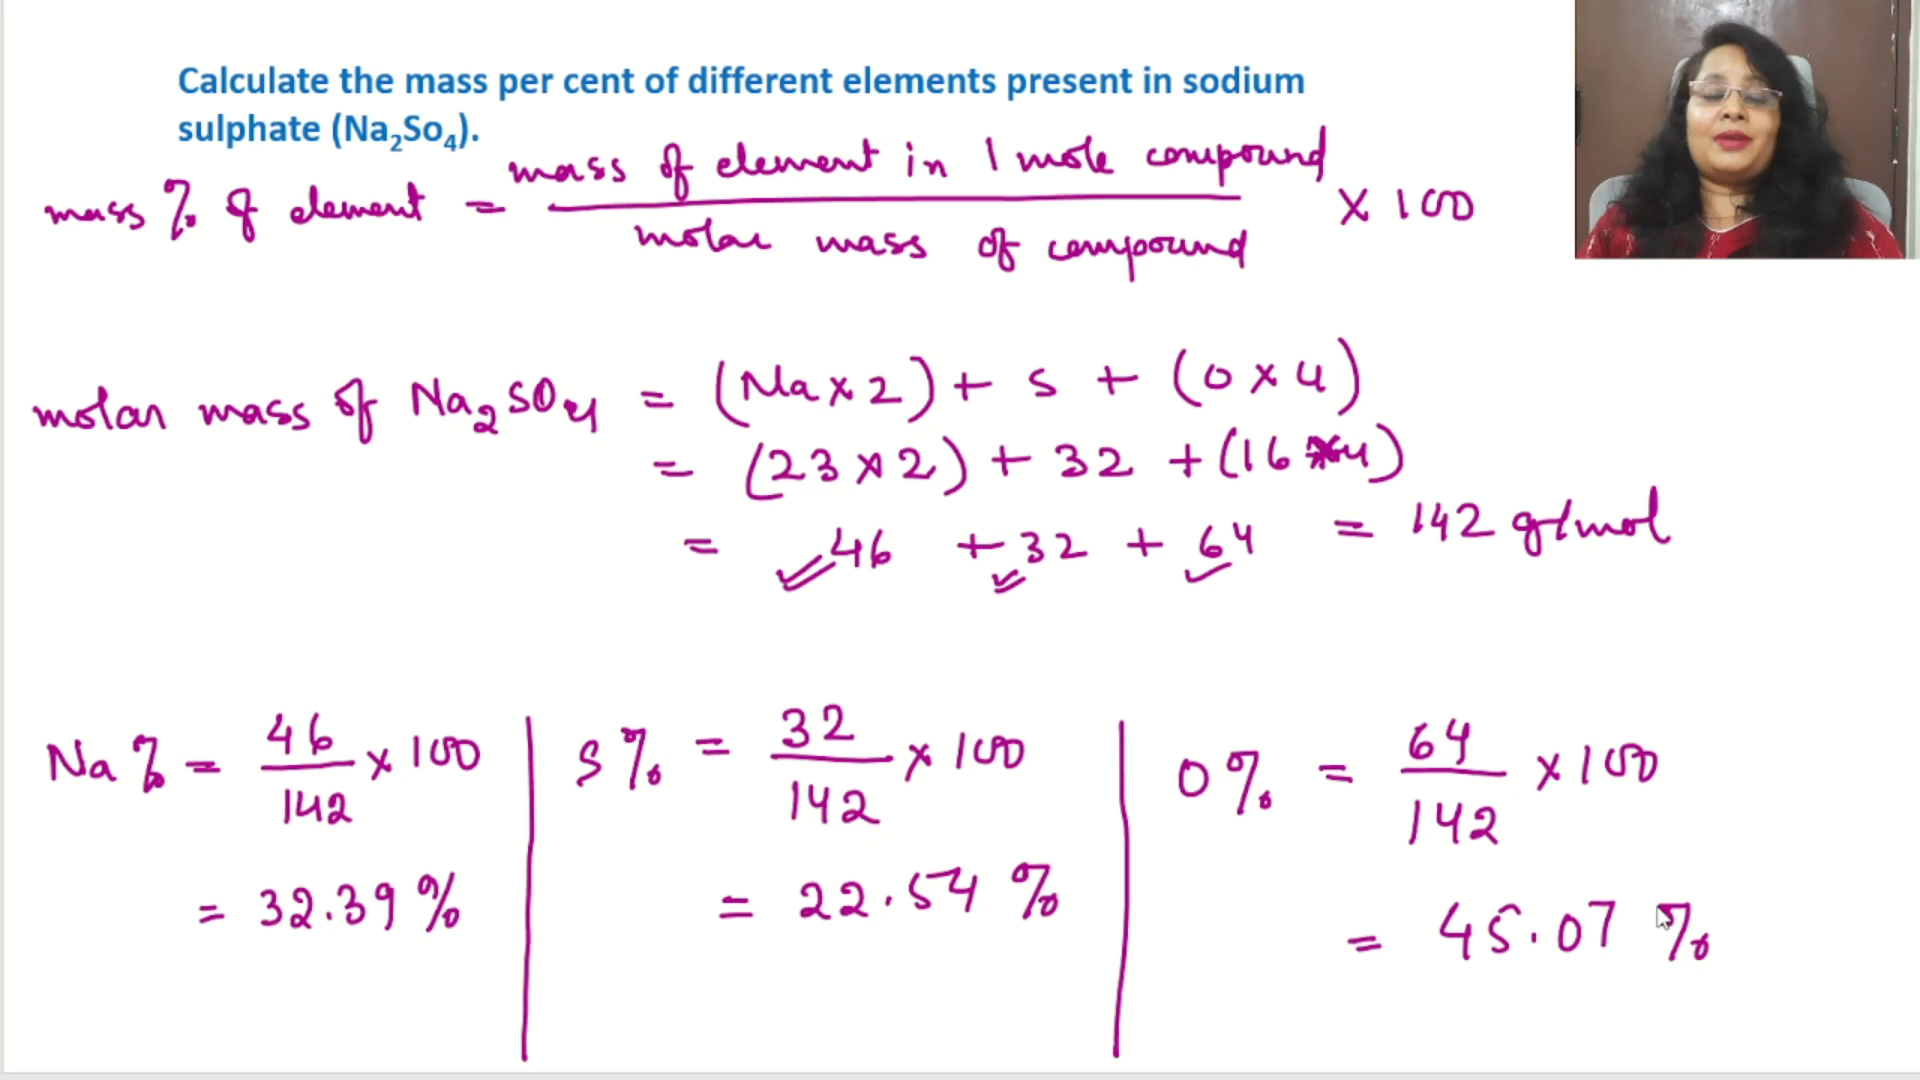 Calculate the mass per cent of different elements present in sodium
sulphate (Na₂So₄).
mass % of element = mass of element in 1 mole compound / molar mass of compound × 100
molar mass of Na₂SO₄ = (Na × 2) + S + (O × 4)
= (23 × 2) + 32 + (16 × 4)
= 46 + 32 + 64 = 142 g/mol
Na % = 46/142 × 100
= 32.39 %
S % = 32/142 × 100
= 22.54 %
O % = 64/142 × 100
= 45.07 %